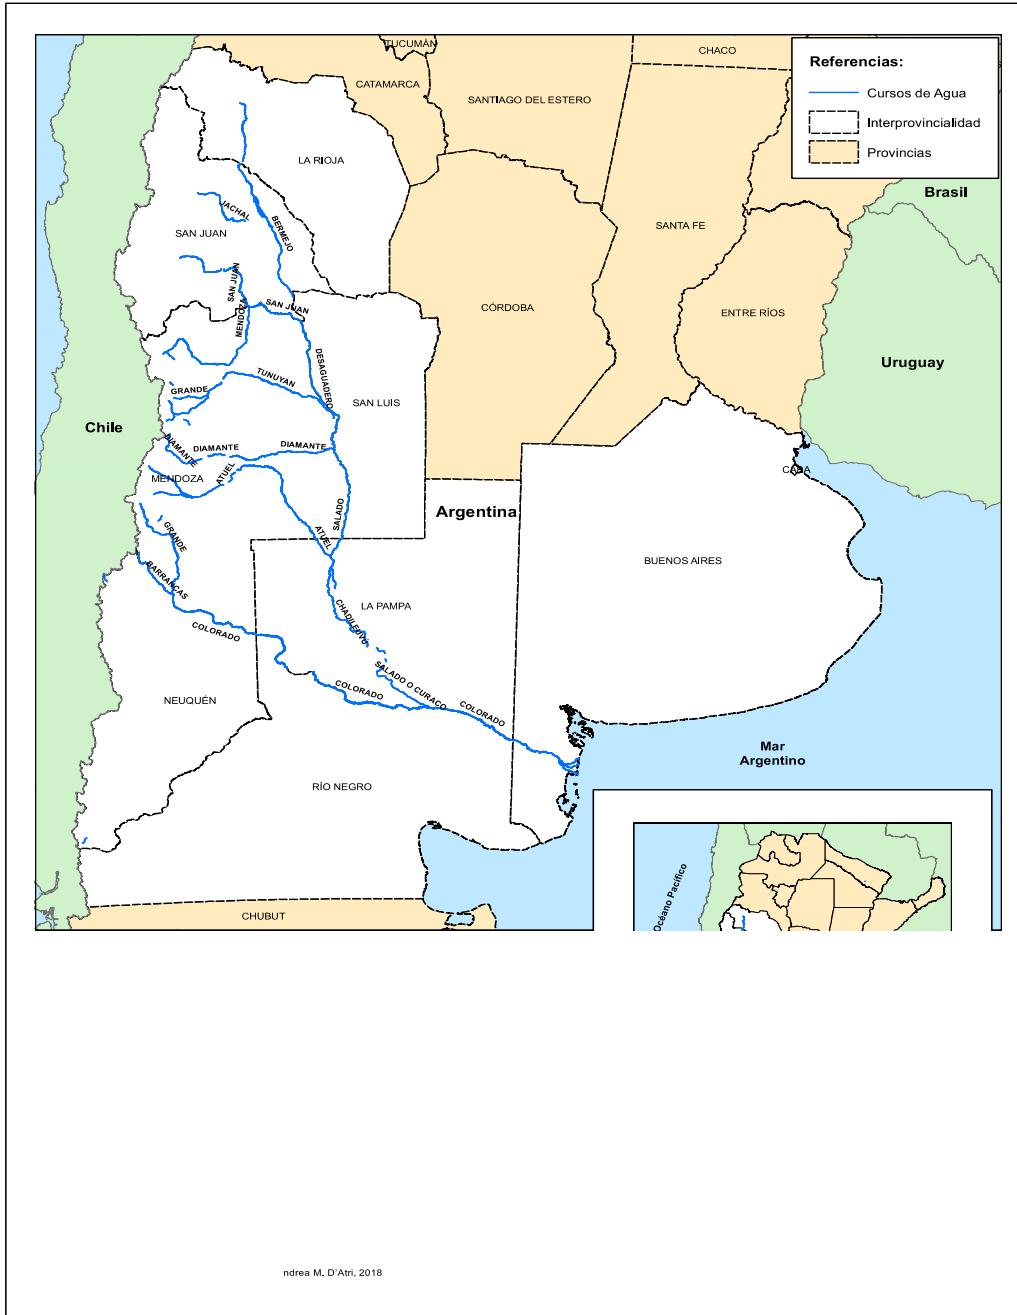 TUCUMÁN
CHACO
CATAMARCA
SANTIAGO DEL ESTERO
Referencias:
Cursos de Agua
Interprovincialidad
Provincias
LA RIOJA
Brasil
JACHAL
SAN JUAN
BERMEJO
SANTA FE
SAN JUAN
MENDOZA
SAN JUAN
CÓRDOBA
ENTRE RÍOS
DESAGUADERO
TUNUYAN
GRANDE
SAN LUIS
Uruguay
Chile
DIAMANTE
DIAMANTE
DIAMANTE
MENDOZA
ATUEL
CABA
SALADO
Argentina
ATUEL
GRANDE
BUENOS AIRES
BARRANCAS
LA PAMPA
CHADILEUVÚ
COLORADO
SALADO O CURACO
COLORADO
COLORADO
NEUQUÉN
Mar
Argentino
RÍO NEGRO
Océano Pacífico
CHUBUT
ndrea M. D'Atri, 2018